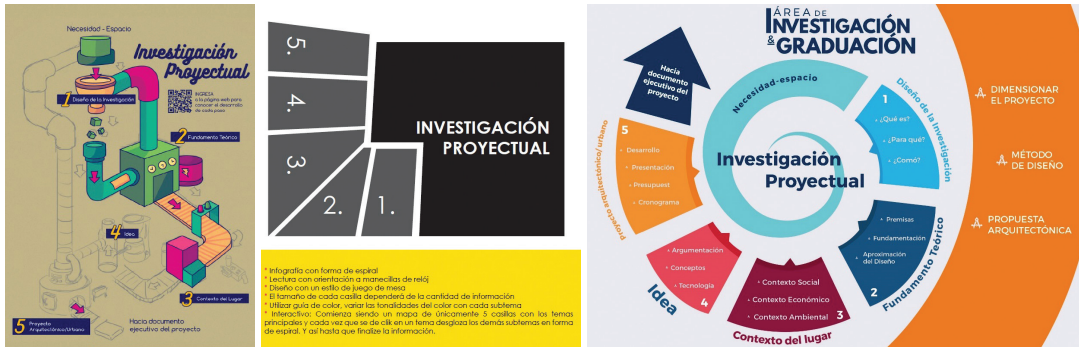 Necesidad - Espacio
Investigación
Proyectual
INGRESA
a la página web para
conocer el desarrollo
de cada paso
1 Diseño de la Investigación
2 Fundamento Teórico
4 Idea
3 Contexto del Lugar
5 Proyecto
Arquitectónico/Urbano
Hacia documento
ejecutivo del proyecto
5.
4.
3.
2.
1.
INVESTIGACIÓN
PROYECTUAL
* Infografía con forma de espiral
* Lectura con orientación a manecillas de relój
* Diseño con un estilo de juego de mesa
* El tamaño de cada casilla dependerá de la cantidad de información
* Utilizar guía de color, variar las tonalidades del color con cada subtema
* Interactivo: Comienza siendo un mapa de únicamente 5 casillas con los temas
principales y cada vez que se de clik en un tema desgloza los demás subtemas en forma
de espiral. Y así hasta que finalize la información.
ÁREA DE
INVESTIGACIÓN
& GRADUACIÓN
Hacia
documento
ejecutivo del
proyecto
Necesidad-espacio
Investigación
Proyectual
1
¿Qué es?
¿Para qué?
¿Comó?
Diseño de la Investigación
Premisas
Fundamentación
Aproximación
del Diseño
2
Fundamento Teórico
Contexto Social
Contexto Económico
Contexto Ambiental
3
Contexto del lugar
Argumentación
Conceptos
Tecnología
4
Idea
5
Desarrollo
Presentación
Presupuest
Cronograma
proyecto arquitectónico/ urbano
DIMENSIONAR
EL PROYECTO
MÉTODO
DE DISEÑO
PROPUESTA
ARQUITECTÓNICA